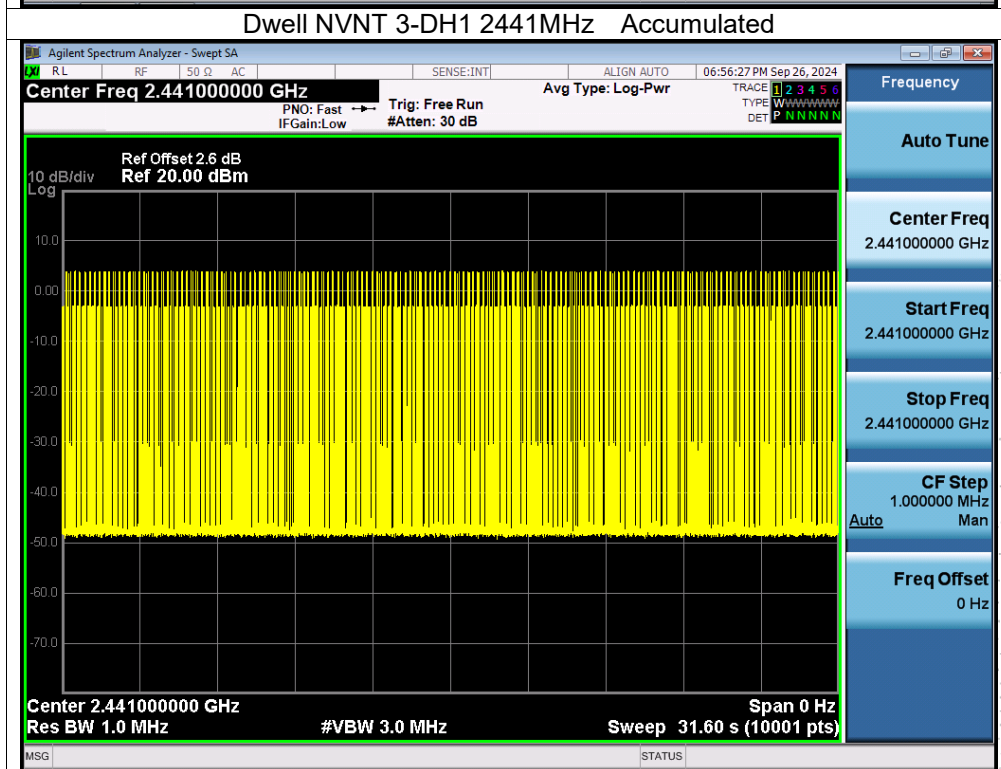 Dwell NVNT 3-DH1 2441MHz Accumulated
Agilent Spectrum Analyzer - Swept SA
LXI RL RF 50 Ω AC SENSE:INT ALIGN AUTO 06:56:27 PM Sep 26, 2024
Center Freq 2.441000000 GHz
PNO: Fast
IFGain:Low
Trig: Free Run
#Atten: 30 dB
Avg Type: Log-Pwr
TRACE 1 2 3 4 5 6
TYPE WWWWWW
DET P N N N N N
Frequency
Auto Tune
Center Freq
2.441000000 GHz
Start Freq
2.441000000 GHz
Stop Freq
2.441000000 GHz
CF Step
1.000000 MHz
Auto Man
Freq Offset
0 Hz
Ref Offset 2.6 dB
10 dB/div Ref 20.00 dBm
Log
10.0
0.00
-10.0
-20.0
-30.0
-40.0
-50.0
-60.0
-70.0
Center 2.441000000 GHz Span 0 Hz
Res BW 1.0 MHz #VBW 3.0 MHz Sweep 31.60 s (10001 pts)
MSG STATUS